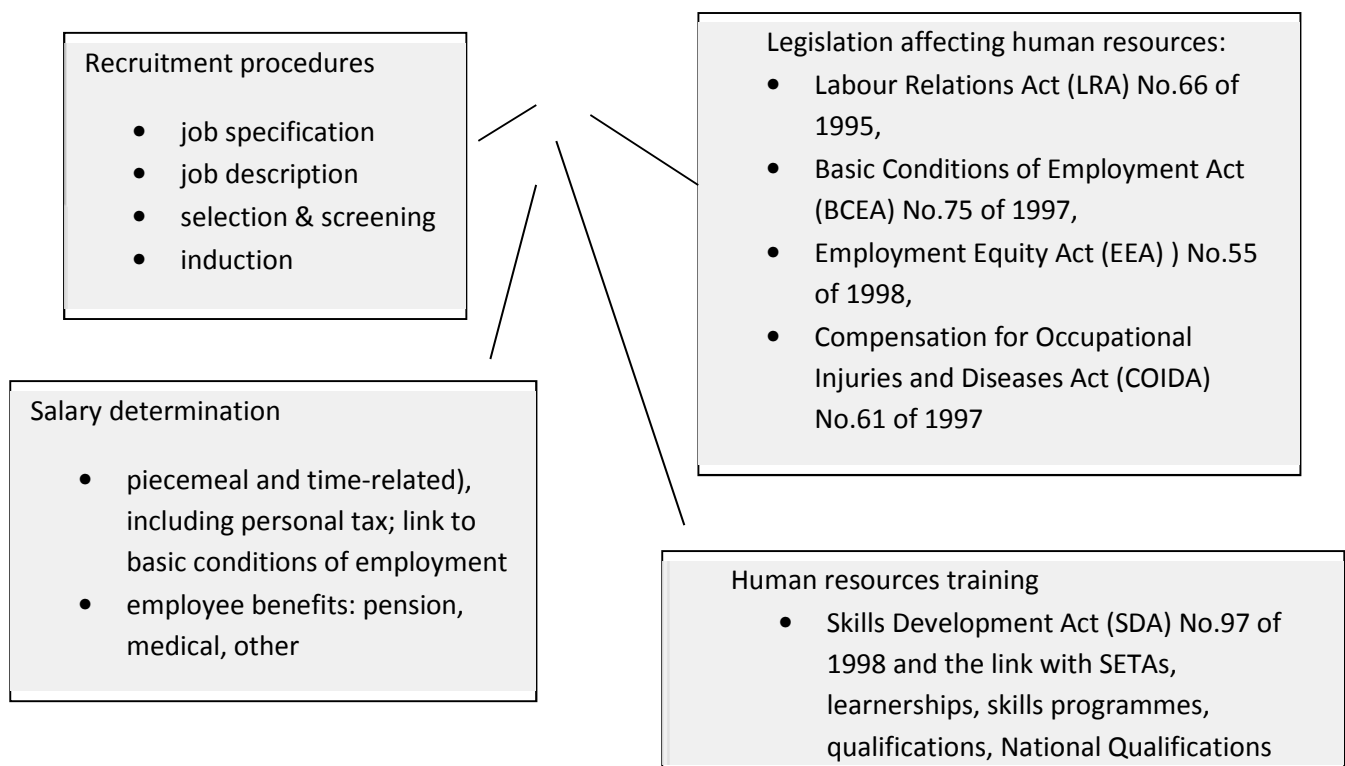 Recruitment procedures
• job specification
• job description
• selection & screening
• induction
Legislation affecting human resources:
• Labour Relations Act (LRA) No.66 of
1995,
• Basic Conditions of Employment Act
(BCEA) No.75 of 1997,
• Employment Equity Act (EEA) ) No.55
of 1998,
• Compensation for Occupational
Injuries and Diseases Act (COIDA)
No.61 of 1997
Salary determination
• piecemeal and time-related),
including personal tax; link to
basic conditions of employment
• employee benefits: pension,
medical, other
Human resources training
• Skills Development Act (SDA) No.97 of
1998 and the link with SETAs,
learnerships, skills programmes,
qualifications, National Qualifications